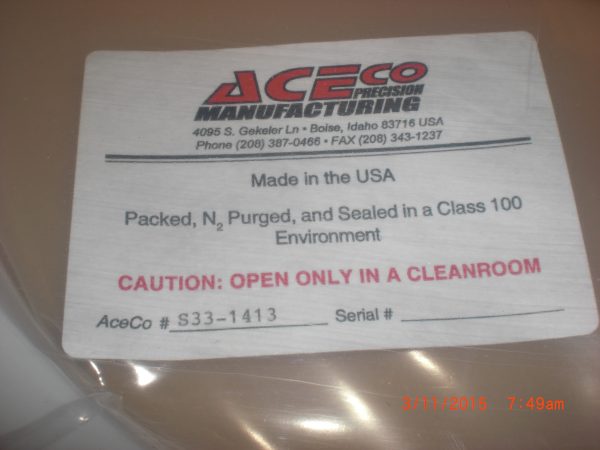 ACECO
PRECISION
MANUFACTURING
4095 S. Gekeler Ln • Boise, Idaho 83716 USA
Phone (208) 387-0466 • FAX (208) 343-1237
Made in the USA
Packed, N₂ Purged, and Sealed in a Class 100
Environment
CAUTION: OPEN ONLY IN A CLEANROOM
AceCo # S33-1413 Serial #
3/11/2015 7:49am